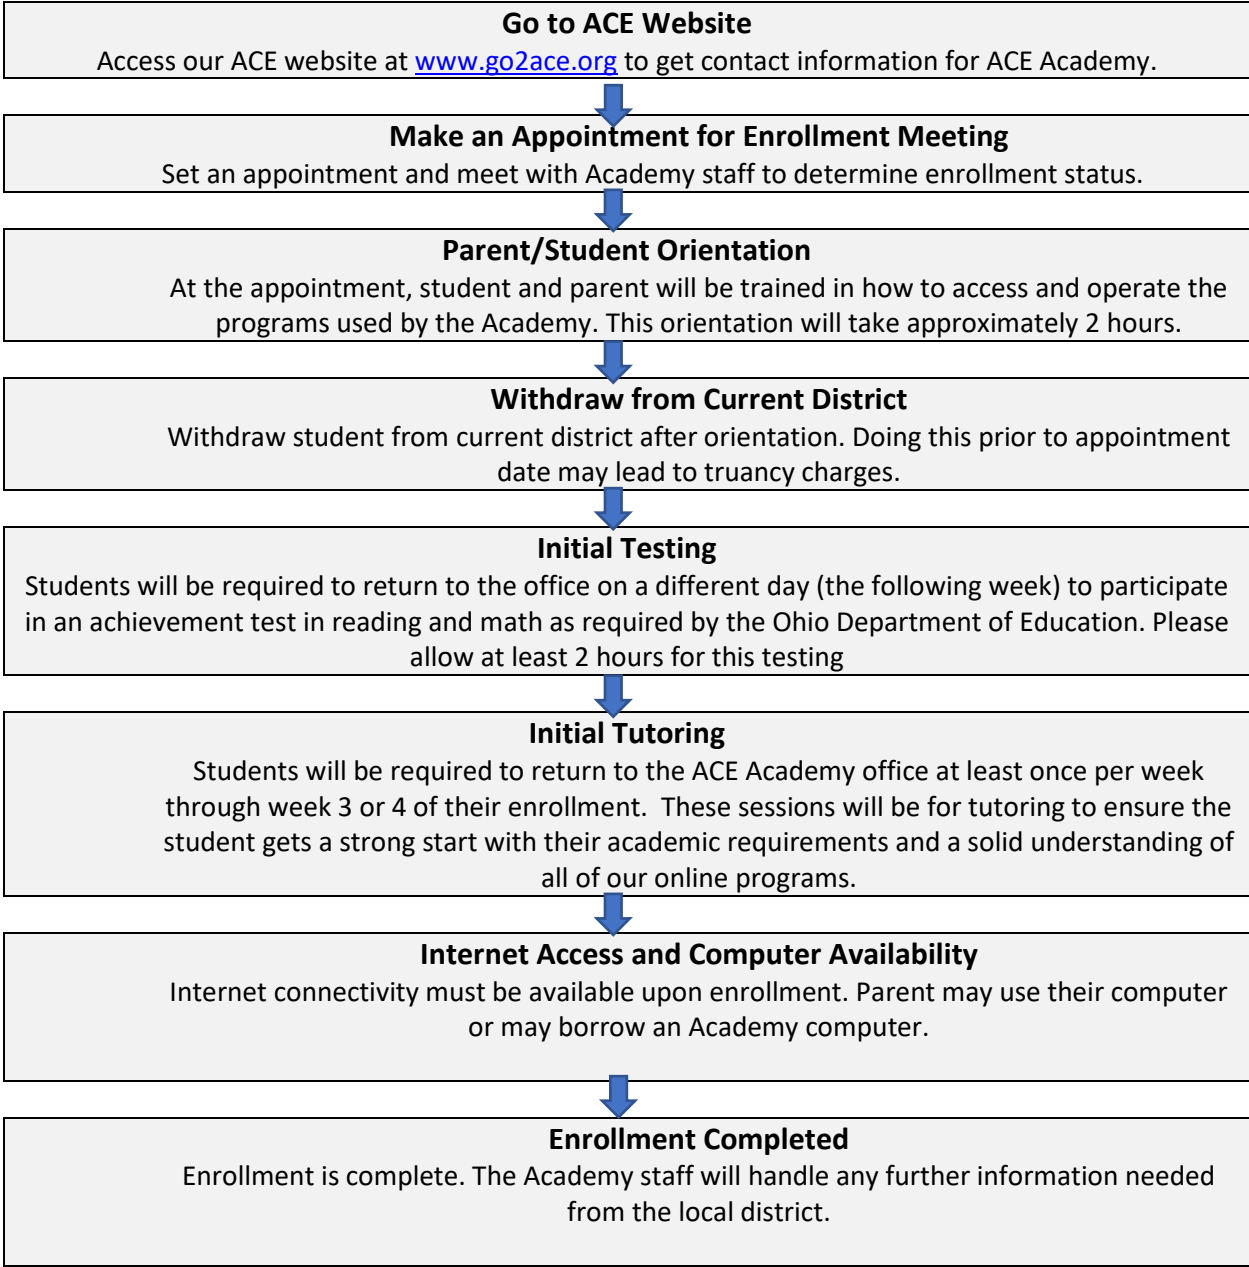 Go to ACE Website
Access our ACE website at www.go2ace.org to get contact information for ACE Academy.
Make an Appointment for Enrollment Meeting
Set an appointment and meet with Academy staff to determine enrollment status.
Parent/Student Orientation
At the appointment, student and parent will be trained in how to access and operate the
programs used by the Academy. This orientation will take approximately 2 hours.
Withdraw from Current District
Withdraw student from current district after orientation. Doing this prior to appointment
date may lead to truancy charges.
Initial Testing
Students will be required to return to the office on a different day (the following week) to participate
in an achievement test in reading and math as required by the Ohio Department of Education. Please
allow at least 2 hours for this testing
Initial Tutoring
Students will be required to return to the ACE Academy office at least once per week
through week 3 or 4 of their enrollment.  These sessions will be for tutoring to ensure the
student gets a strong start with their academic requirements and a solid understanding of
all of our online programs.
Internet Access and Computer Availability
Internet connectivity must be available upon enrollment. Parent may use their computer
or may borrow an Academy computer.
Enrollment Completed
Enrollment is complete. The Academy staff will handle any further information needed
from the local district.